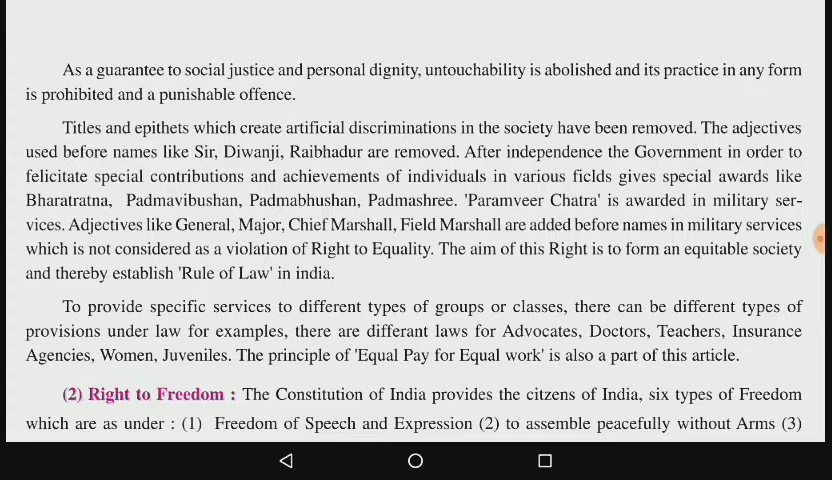 As a guarantee to social justice and personal dignity, untouchability is abolished and its practice in any form
is prohibited and a punishable offence.
Titles and epithets which create artificial discriminations in the society have been removed. The adjectives
used before names like Sir, Diwanji, Raibhadur are removed. After independence the Government in order to
felicitate special contributions and achievements of individuals in various ficlds gives special awards like
Bharatratna, Padmavibushan, Padmabhushan, Padmashree. 'Paramveer Chatra' is awarded in military ser-
vices. Adjectives like General, Major, Chief Marshall, Field Marshall are added before names in military services
which is not considered as a violation of Right to Equality. The aim of this Right is to form an equitable society
and thereby establish 'Rule of Law' in india.
To provide specific services to different types of groups or classes, there can be different types of
provisions under law for examples, there are differant laws for Advocates, Doctors, Teachers, Insurance
Agencies, Women, Juveniles. The principle of 'Equal Pay for Equal work' is also a part of this article.
(2) Right to Freedom : The Constitution of India provides the citzens of India, six types of Freedom
which are as under : (1) Freedom of Speech and Expression (2) to assemble peacefully without Arms (3)